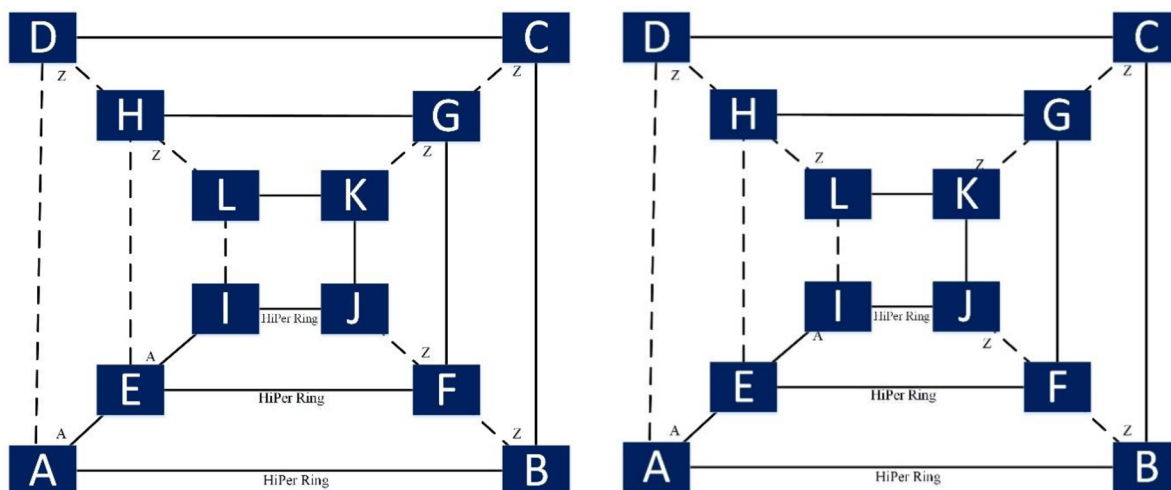 D C D C
Z Z Z Z
H G H G
Z Z Z Z
L K L K
I J I J
HiPer Ring HiPer Ring
A Z A Z
E F E F
HiPer Ring HiPer Ring
A Z A Z
A B A B
HiPer Ring HiPer Ring